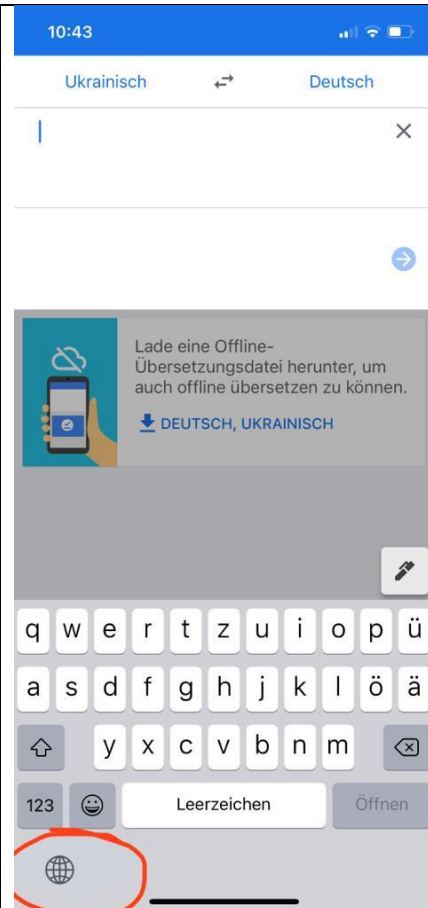 10:43
Ukrainisch Deutsch
Lade eine Offline-
Übersetzungsdatei herunter, um
auch offline übersetzen zu können.
DEUTSCH, UKRAINISCH
q w e r t z u i o p ü
a s d f g h j k l ö ä
y x c v b n m
123 Leerzeichen Öffnen